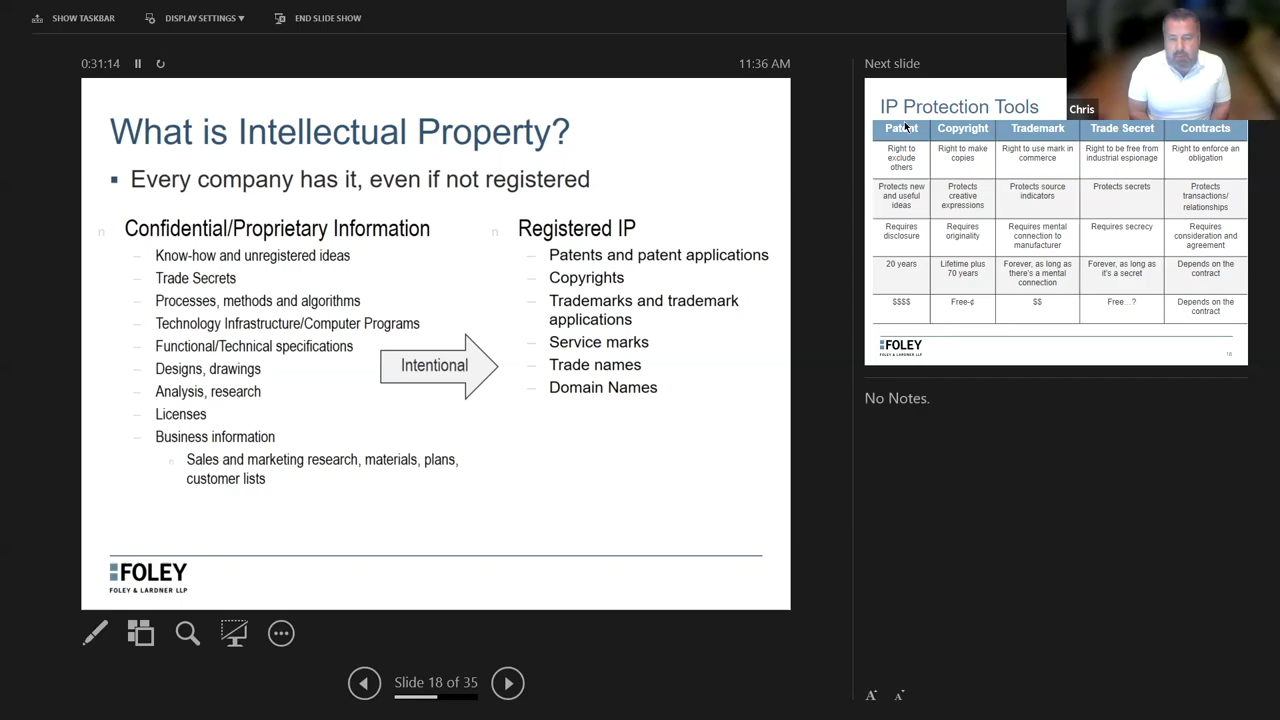 SHOW TASKBAR
DISPLAY SETTINGS ▼
END SLIDE SHOW
0:31:14
11:36 AM
What is Intellectual Property?
▪ Every company has it, even if not registered
n Confidential/Proprietary Information
– Know-how and unregistered ideas
– Trade Secrets
– Processes, methods and algorithms
– Technology Infrastructure/Computer Programs
– Functional/Technical specifications
– Designs, drawings
– Analysis, research
– Licenses
– Business information
n Sales and marketing research, materials, plans,
customer lists
Intentional
n Registered IP
– Patents and patent applications
– Copyrights
– Trademarks and trademark
applications
– Service marks
– Trade names
– Domain Names
FOLEY
FOLEY & LARDNER LLP
Slide 18 of 35
Next slide
Chris
IP Protection Tools
Patent Copyright Trademark Trade Secret Contracts
Right to
exclude
others
Right to make
copies
Right to use mark in
commerce
Right to be free from
industrial espionage
Right to enforce an
obligation
Protects new
and useful
ideas
Protects
creative
expressions
Protects source
indicators
Protects secrets
Protects
transactions/
relationships
Requires
disclosure
Requires
originality
Requires mental
connection to
manufacturer
Requires secrecy
Requires
consideration and
agreement
20 years
Lifetime plus
70 years
Forever, as long as
there's a mental
connection
Forever, as long as
it's a secret
Depends on the
contract
$$$$
Free-¢
$$
Free…?
Depends on the
contract
FOLEY
FOLEY & LARDNER LLP
18
No Notes.
A A